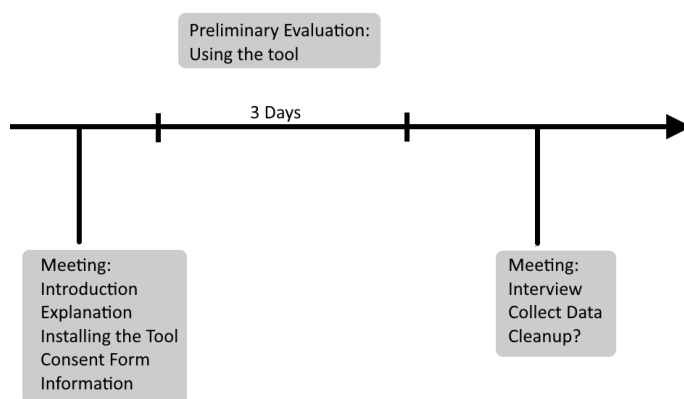 Preliminary Evaluation:
Using the tool
3 Days
Meeting:
Introduction
Explanation
Installing the Tool
Consent Form
Information
Meeting:
Interview
Collect Data
Cleanup?